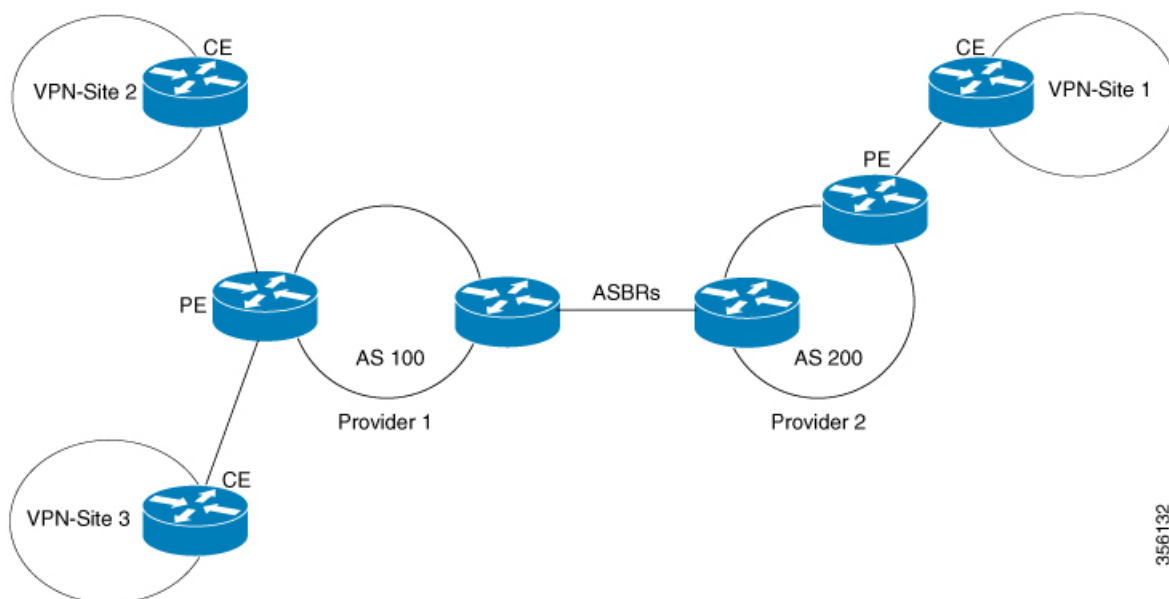 CE
VPN-Site 2
CE
VPN-Site 1
PE
PE
ASBRs
AS 100
AS 200
Provider 1
Provider 2
CE
VPN-Site 3
356132